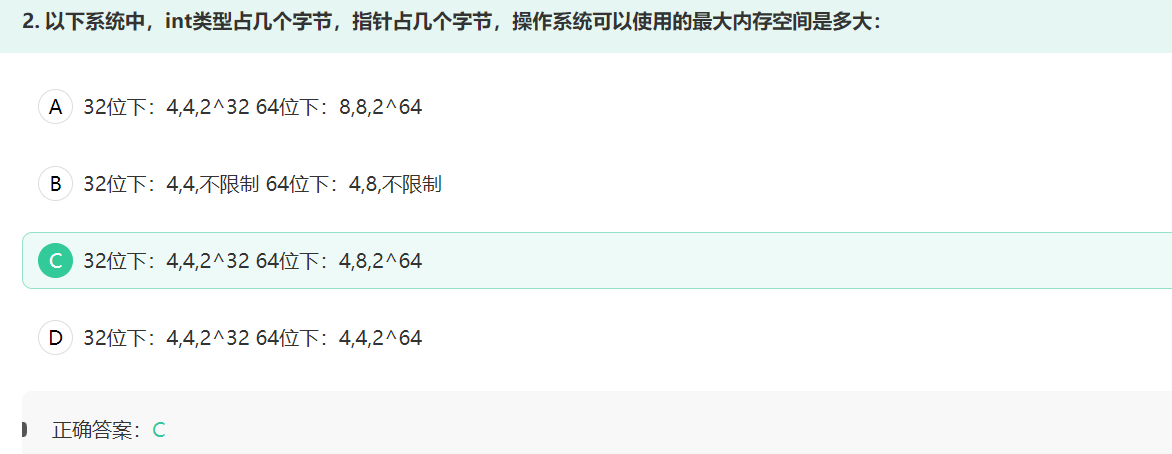 2. 以下系统中，int类型占几个字节，指针占几个字节，操作系统可以使用的最大内存空间是多大：
A 32位下：4,4,2^32 64位下：8,8,2^64
B 32位下：4,4,不限制 64位下：4,8,不限制
C 32位下：4,4,2^32 64位下：4,8,2^64
D 32位下：4,4,2^32 64位下：4,4,2^64
正确答案：C